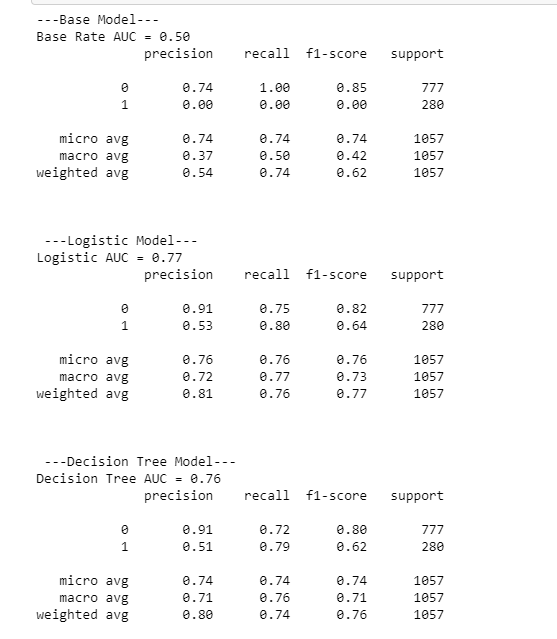 ---Base Model---
Base Rate AUC = 0.50
precision recall f1-score support
0 0.74 1.00 0.85 777
1 0.00 0.00 0.00 280
micro avg 0.74 0.74 0.74 1057
macro avg 0.37 0.50 0.42 1057
weighted avg 0.54 0.74 0.62 1057
---Logistic Model---
Logistic AUC = 0.77
precision recall f1-score support
0 0.91 0.75 0.82 777
1 0.53 0.80 0.64 280
micro avg 0.76 0.76 0.76 1057
macro avg 0.72 0.77 0.73 1057
weighted avg 0.81 0.76 0.77 1057
---Decision Tree Model---
Decision Tree AUC = 0.76
precision recall f1-score support
0 0.91 0.72 0.80 777
1 0.51 0.79 0.62 280
micro avg 0.74 0.74 0.74 1057
macro avg 0.71 0.76 0.71 1057
weighted avg 0.80 0.74 0.76 1057